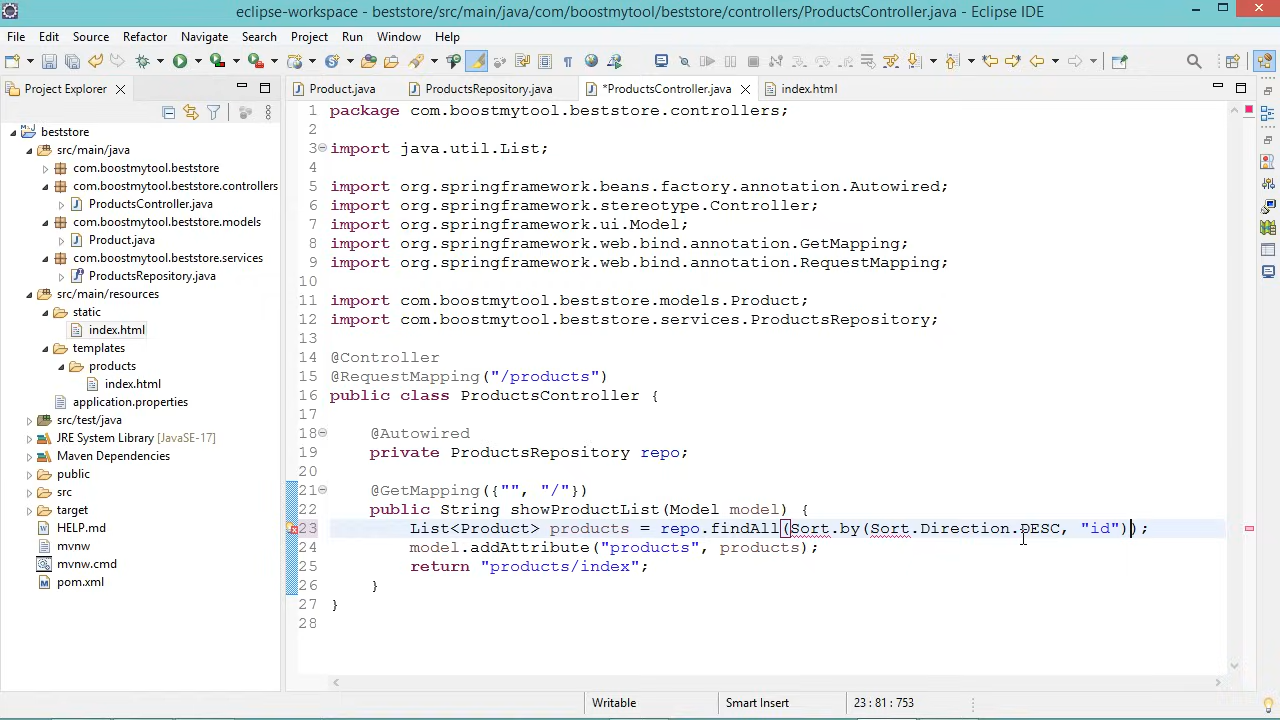 eclipse-workspace - beststore/src/main/java/com/boostmytool/beststore/controllers/ProductsController.java - Eclipse IDE
File Edit Source Refactor Navigate Search Project Run Window Help
Project Explorer
Product.java ProductsRepository.java *ProductsController.java index.html
beststore
src/main/java
com.boostmytool.beststore
com.boostmytool.beststore.controllers
ProductsController.java
com.boostmytool.beststore.models
Product.java
com.boostmytool.beststore.services
ProductsRepository.java
src/main/resources
static
index.html
templates
products
index.html
application.properties
src/test/java
JRE System Library [JavaSE-17]
Maven Dependencies
public
src
target
HELP.md
mvnw
mvnw.cmd
pom.xml
1 package com.boostmytool.beststore.controllers;
2
3 import java.util.List;
4
5 import org.springframework.beans.factory.annotation.Autowired;
6 import org.springframework.stereotype.Controller;
7 import org.springframework.ui.Model;
8 import org.springframework.web.bind.annotation.GetMapping;
9 import org.springframework.web.bind.annotation.RequestMapping;
10
11 import com.boostmytool.beststore.models.Product;
12 import com.boostmytool.beststore.services.ProductsRepository;
13
14 @Controller
15 @RequestMapping("/products")
16 public class ProductsController {
17
18 @Autowired
19 private ProductsRepository repo;
20
21 @GetMapping({"", "/"})
22 public String showProductList(Model model) {
23 List<Product> products = repo.findAll(Sort.by(Sort.Direction.DESC, "id"));
24 model.addAttribute("products", products);
25 return "products/index";
26 }
27 }
28
Writable Smart Insert 23 : 81 : 753